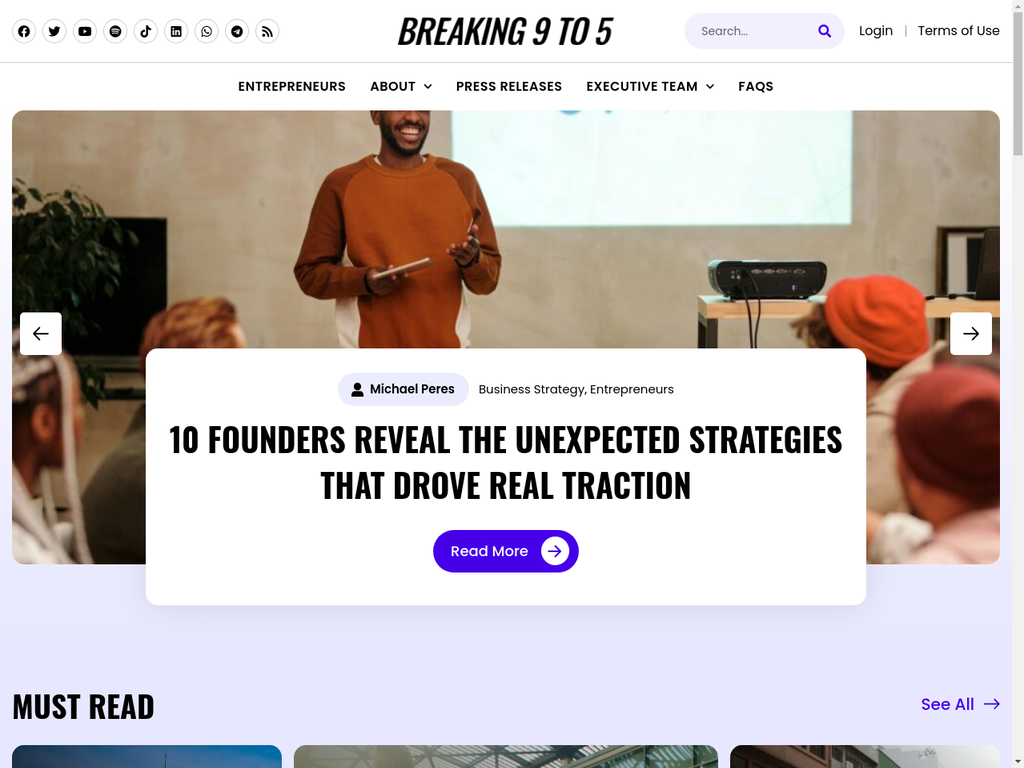 BREAKING 9 TO 5
Search...
Login | Terms of Use
ENTREPRENEURS ABOUT PRESS RELEASES EXECUTIVE TEAM FAQS
Michael Peres Business Strategy, Entrepreneurs
10 FOUNDERS REVEAL THE UNEXPECTED STRATEGIES
THAT DROVE REAL TRACTION
Read More
MUST READ
See All